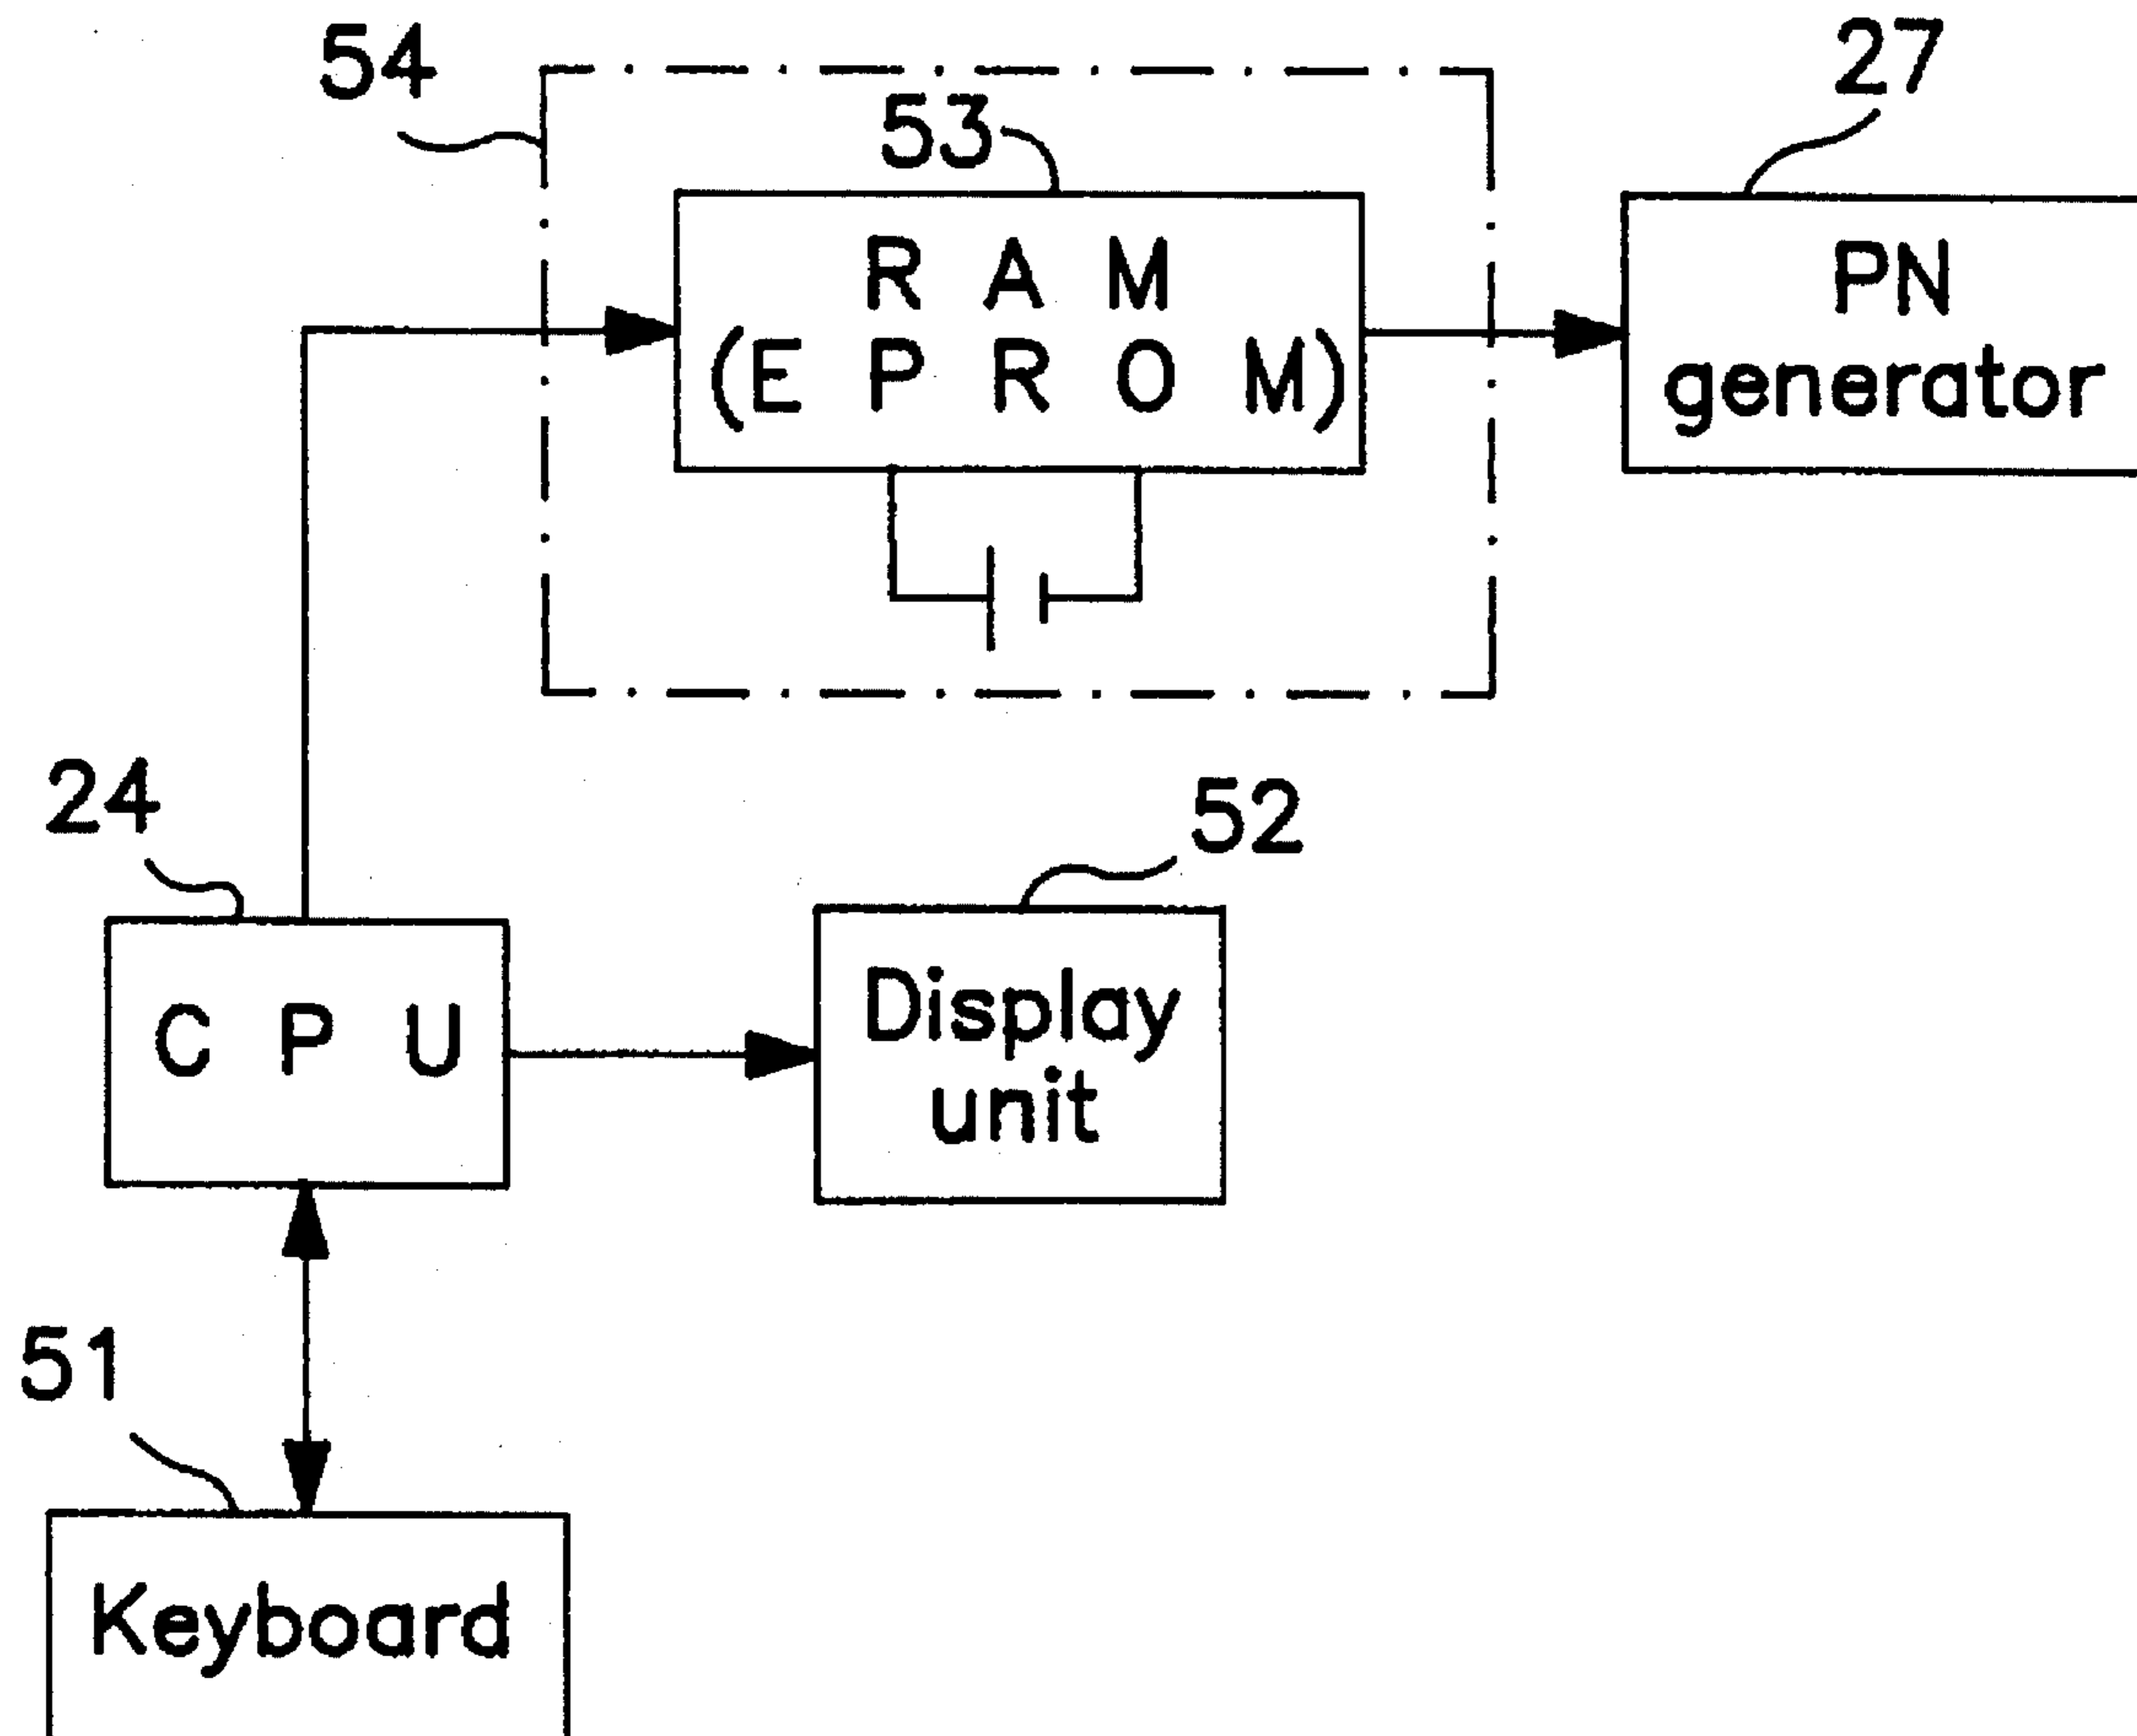 54
27
53
R A M
(E P R O M)
PN
generator
24
52
C P U
Display
unit
51
Keyboard